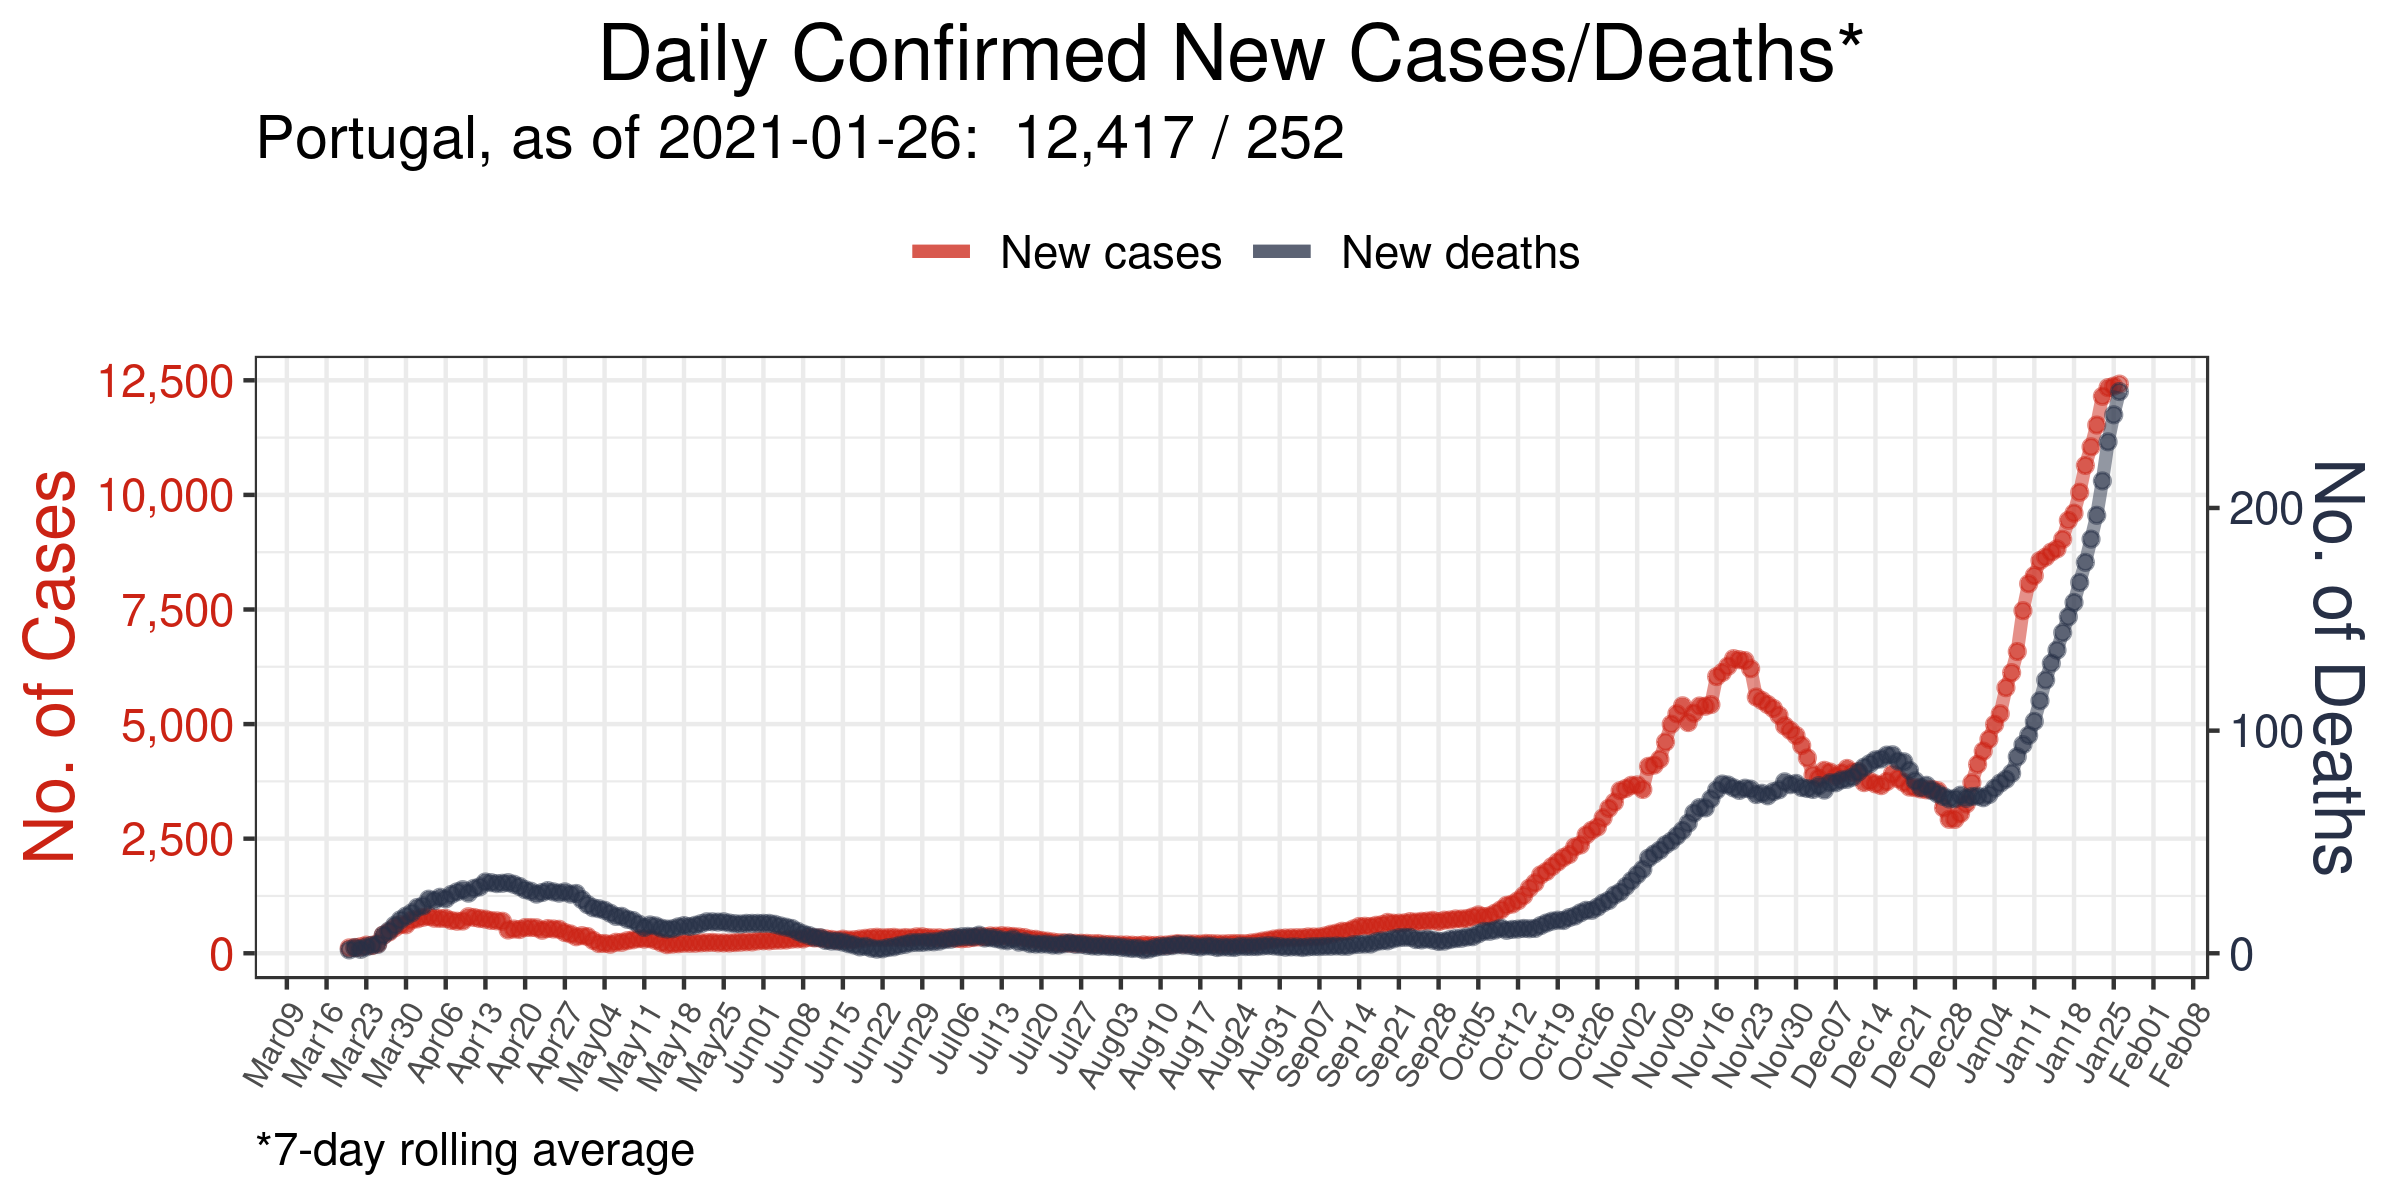 Daily Confirmed New Cases/Deaths*
Portugal, as of 2021-01-26:  12,417 / 252
New cases
New deaths
No. of Cases
12,500
10,000
7,500
5,000
2,500
0
200
100
0
No. of Deaths
Mar09
Mar16
Mar23
Mar30
Apr06
Apr13
Apr20
Apr27
May04
May11
May18
May25
Jun01
Jun08
Jun15
Jun22
Jun29
Jul06
Jul13
Jul20
Jul27
Aug03
Aug10
Aug17
Aug24
Aug31
Sep07
Sep14
Sep21
Sep28
Oct05
Oct12
Oct19
Oct26
Nov02
Nov09
Nov16
Nov23
Nov30
Dec07
Dec14
Dec21
Dec28
Jan04
Jan11
Jan18
Jan25
Feb01
Feb08
*7-day rolling average